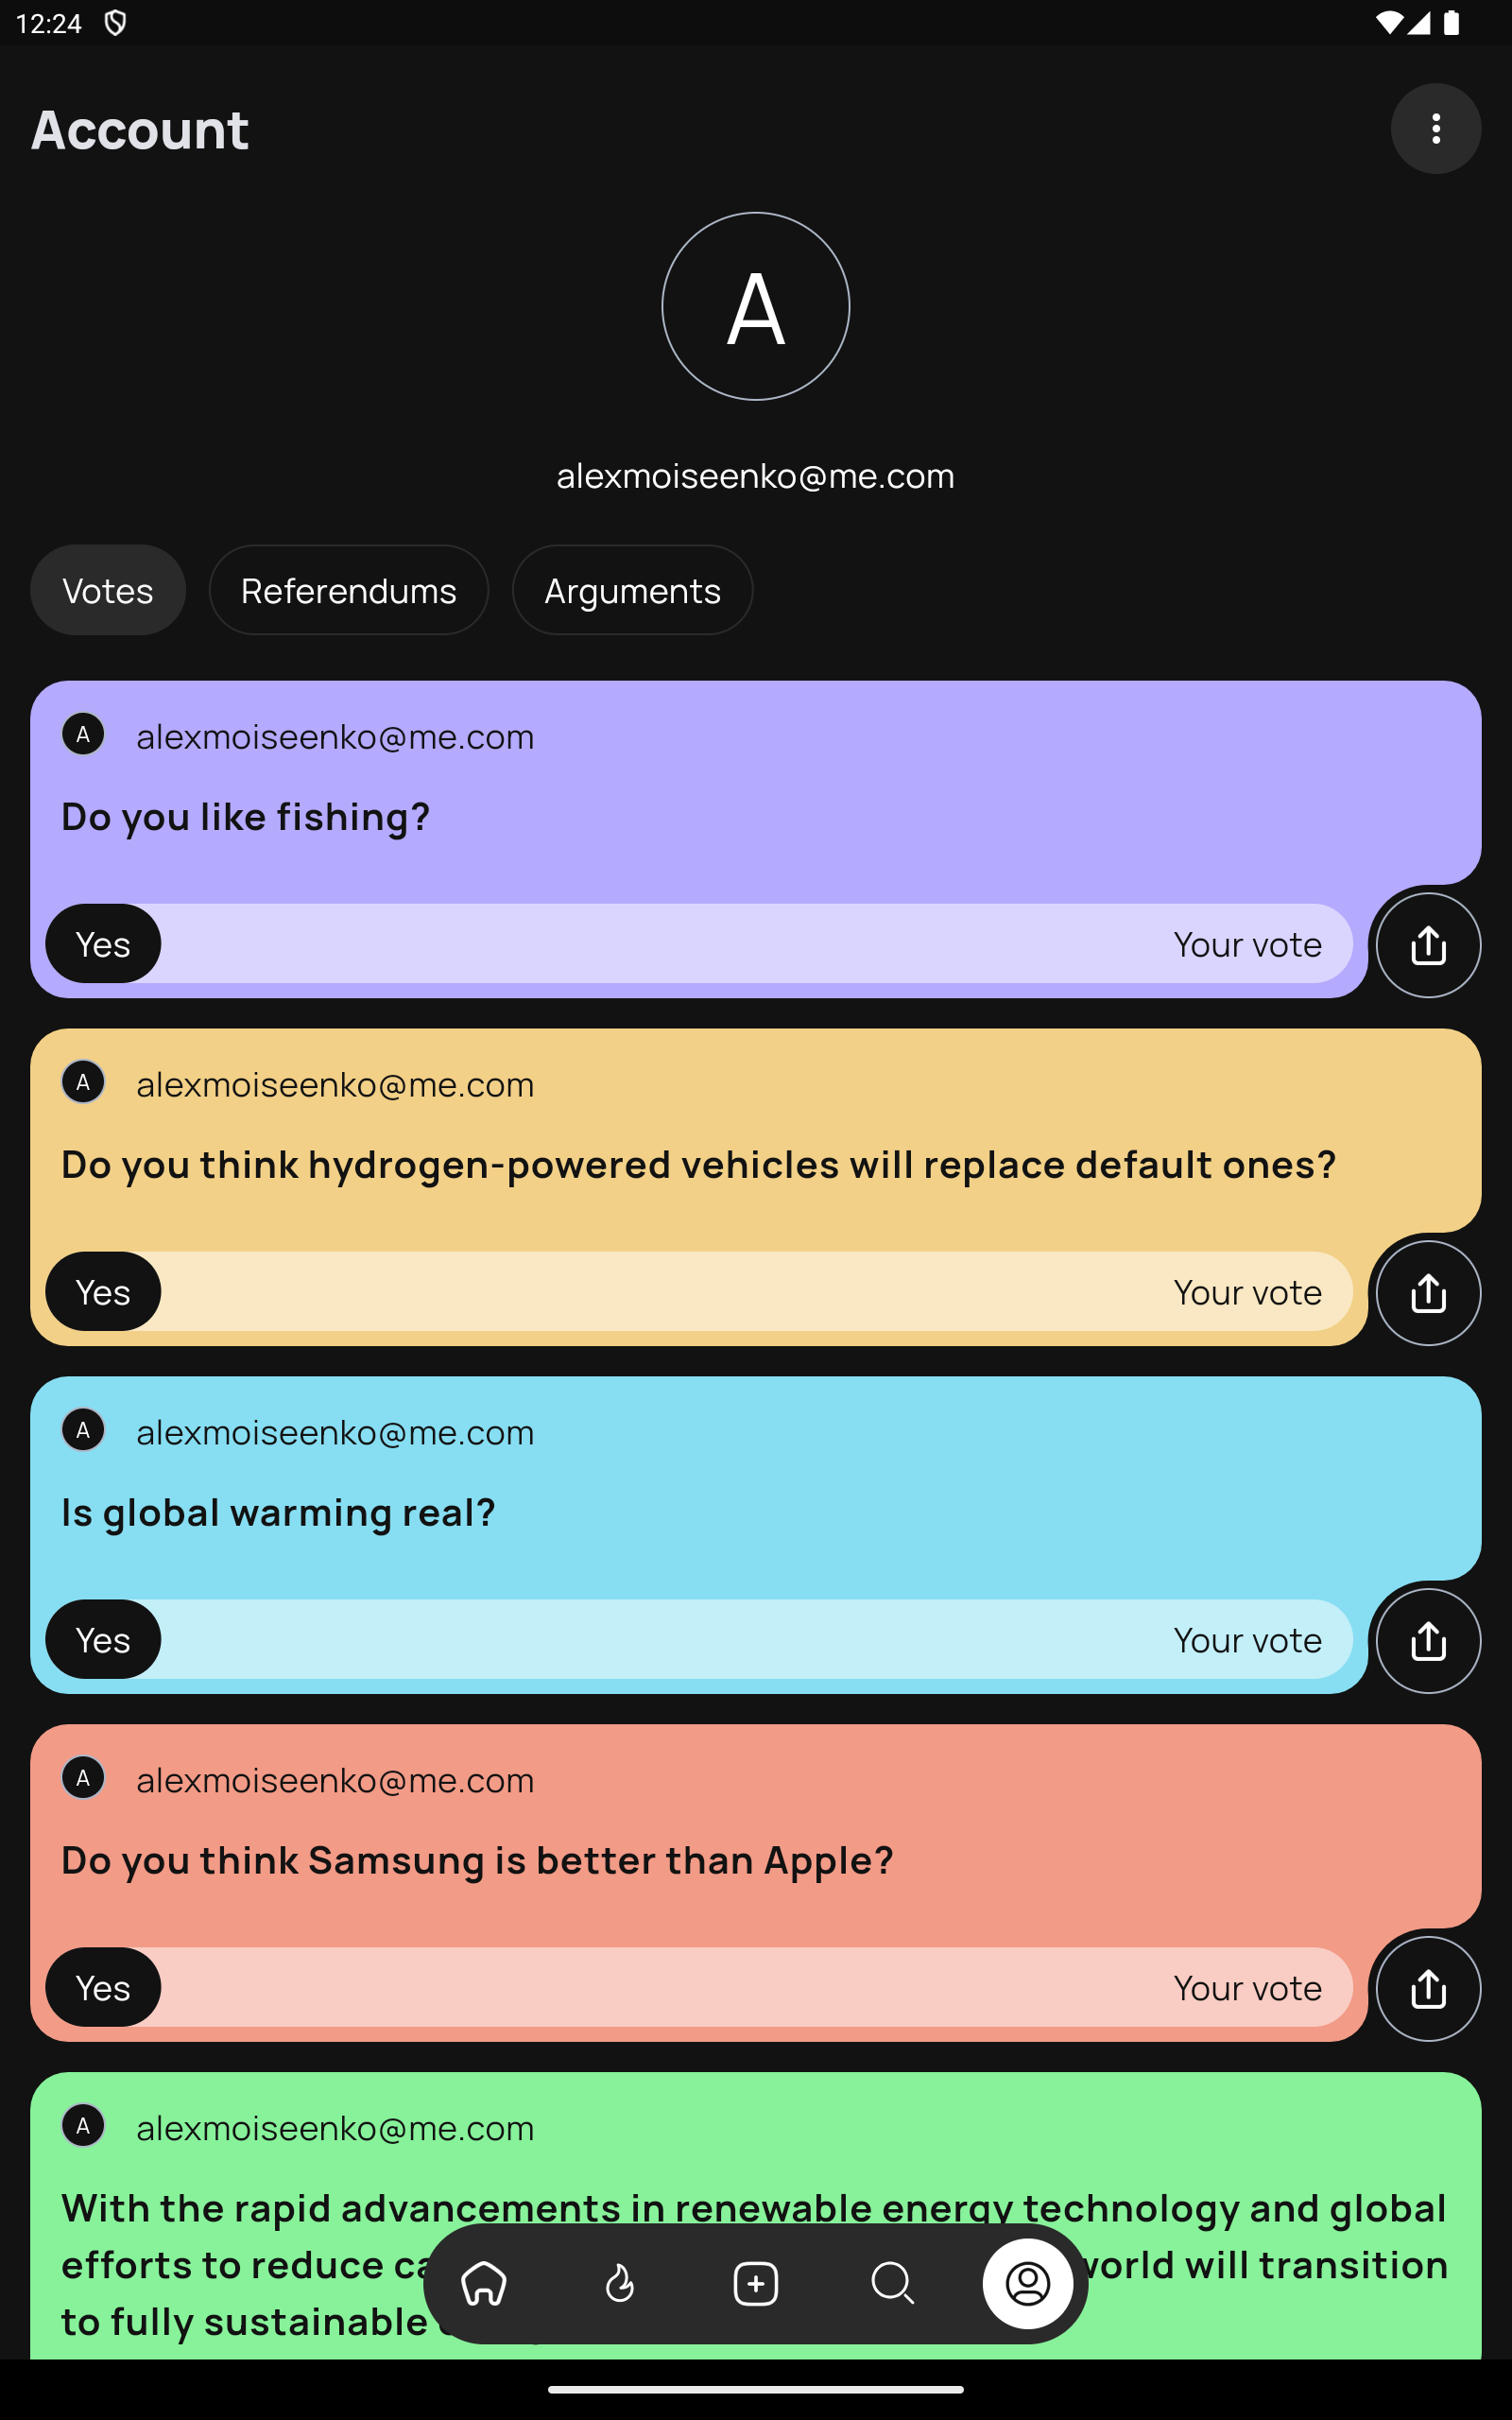 12:24
Account
A
alexmoiseenko@me.com
Votes Referendums Arguments
A alexmoiseenko@me.com
Do you like fishing?
Yes Your vote
A alexmoiseenko@me.com
Do you think hydrogen-powered vehicles will replace default ones?
Yes Your vote
A alexmoiseenko@me.com
Is global warming real?
Yes Your vote
A alexmoiseenko@me.com
Do you think Samsung is better than Apple?
Yes Your vote
A alexmoiseenko@me.com
With the rapid advancements in renewable energy technology and global
efforts to reduce will transition
to fully sustainable